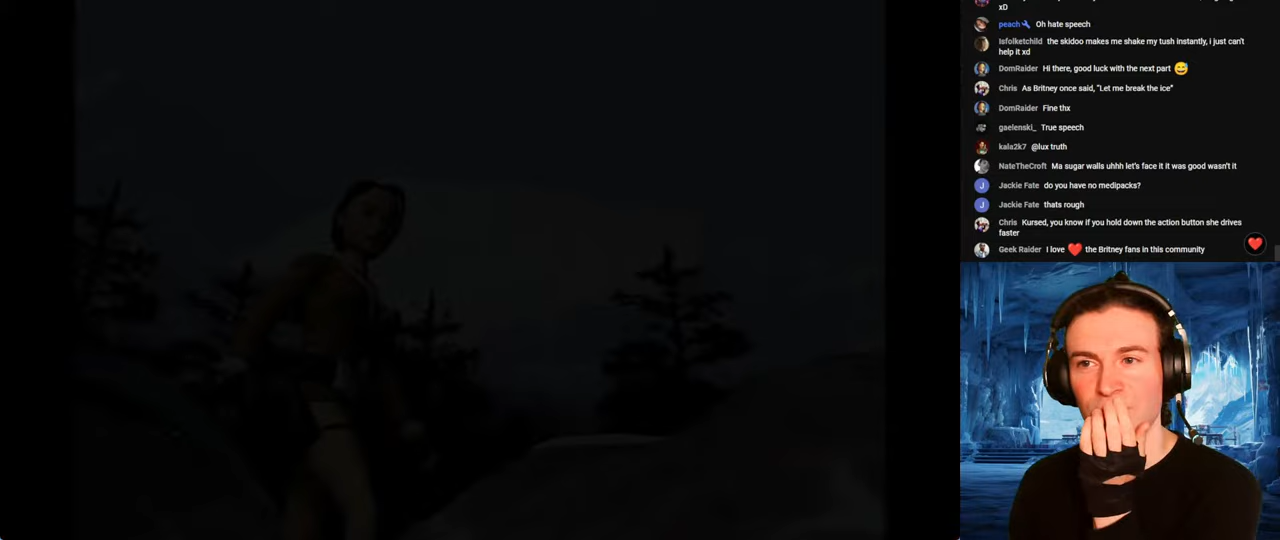 xD
peach Oh hate speech
Isfolketchild the skidoo makes me shake my tush instantly, i just can't
help it xd
DomRaider Hi there, good luck with the next part 😅
Chris As Britney once said, "Let me break the ice"
DomRaider Fine thx
gaelenski_ True speech
kala2k7 @lux truth
NateTheCroft Ma sugar walls uhhh let's face it it was good wasn't it
J Jackie Fate do you have no medipacks?
J Jackie Fate thats rough
Chris Kursed, you know if you hold down the action button she drives
faster
Geek Raider I love ❤️ the Britney fans in this community